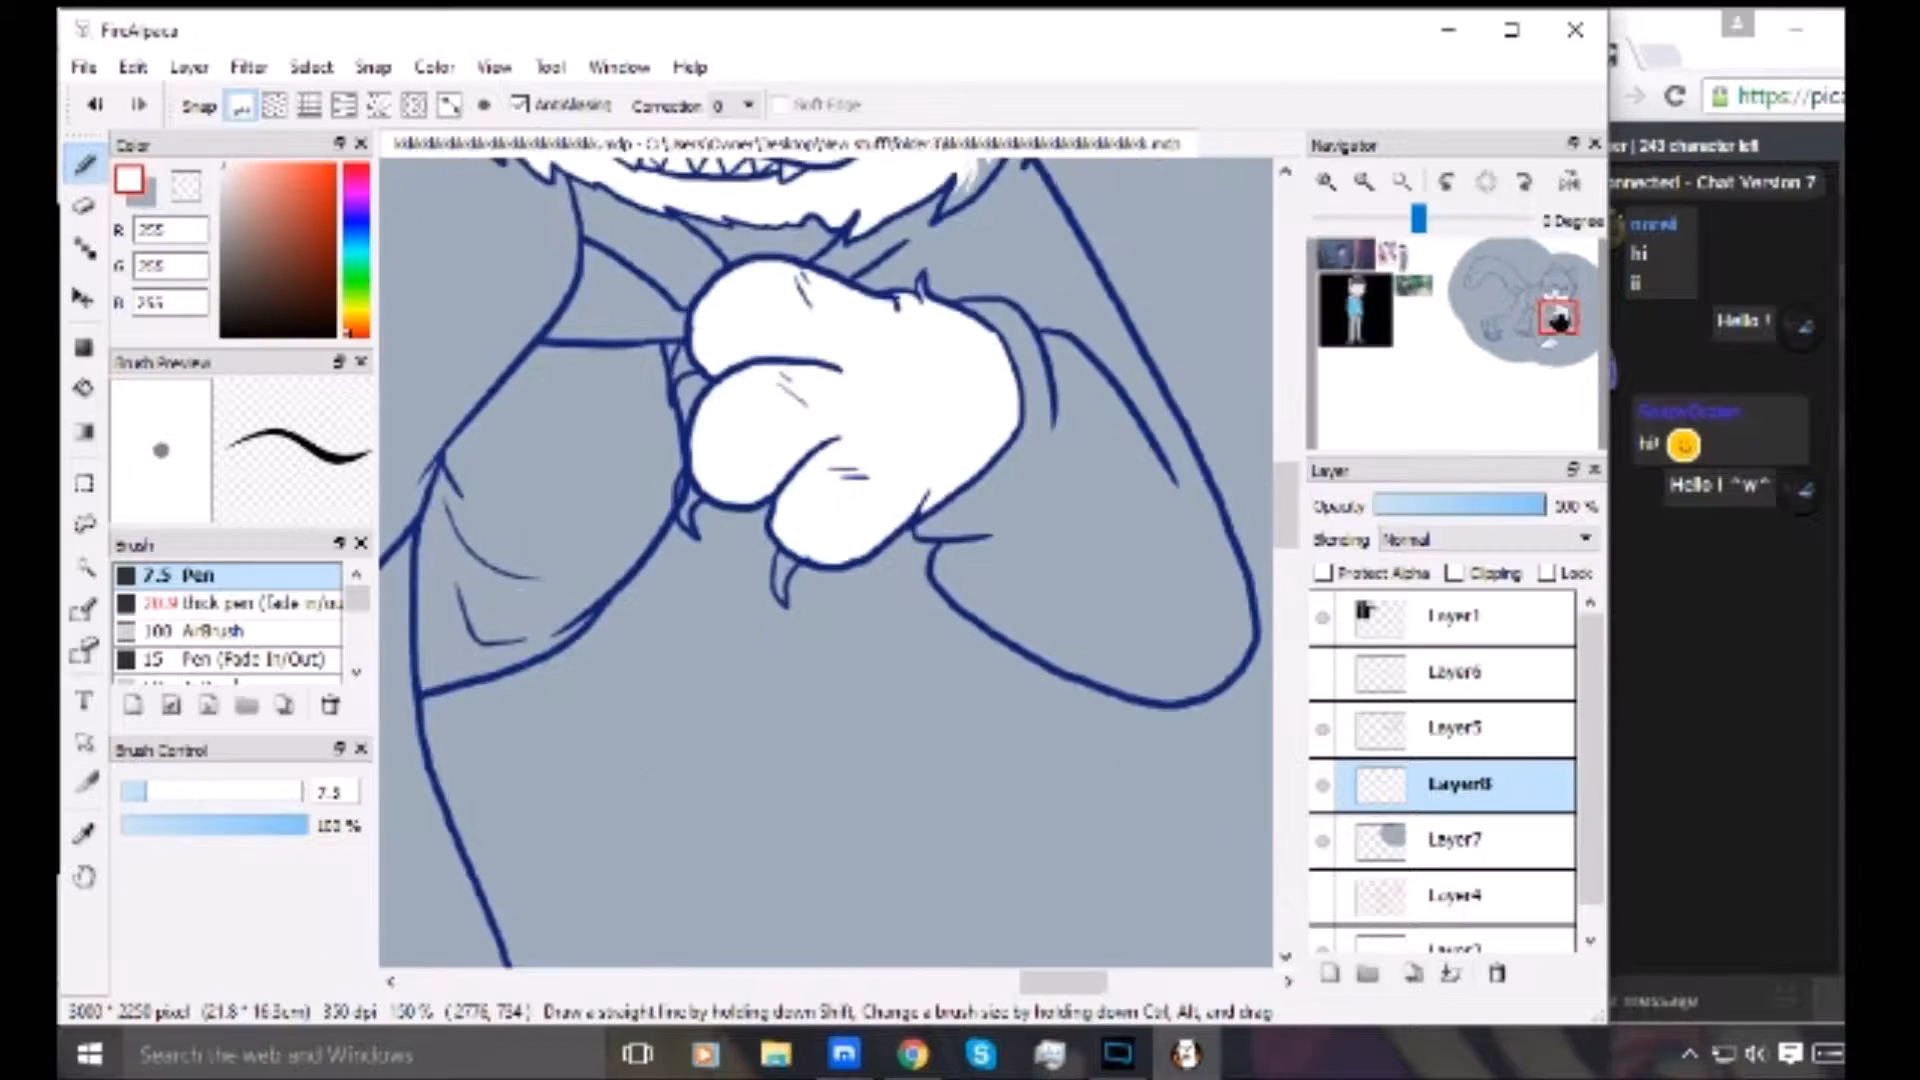 FireAlpaca
File Edit Layer Filter Select Snap Color View Tool Window Help
Snap AntiAliasing Correction 0 Soft Edge
https://pic
243 character left
Color
Navigator
onnected - Chat Version 7
R 255
G 255
B 255
0 Degree
hi
ii
Hello !
Brush Preview
hi!
Hello ! ^w^
Layer
Opacity 100 %
Blending Normal
Protect Alpha Clipping Lock
Brush
7.5 Pen
20.9 thick pen (fade in/ou
100 AirBrush
15 Pen (Fade In/Out)
Layer1
Layer6
Layer5
Layer8
Layer7
Layer4
Brush Control
7.5
100 %
message
3000 * 2250 pixel (21.8 * 16.3cm) 350 dpi 150 % ( 2776, 734 ) Draw a straight line by holding down Shift, Change a brush size by holding down Ctrl, Alt, and drag
Search the web and Windows